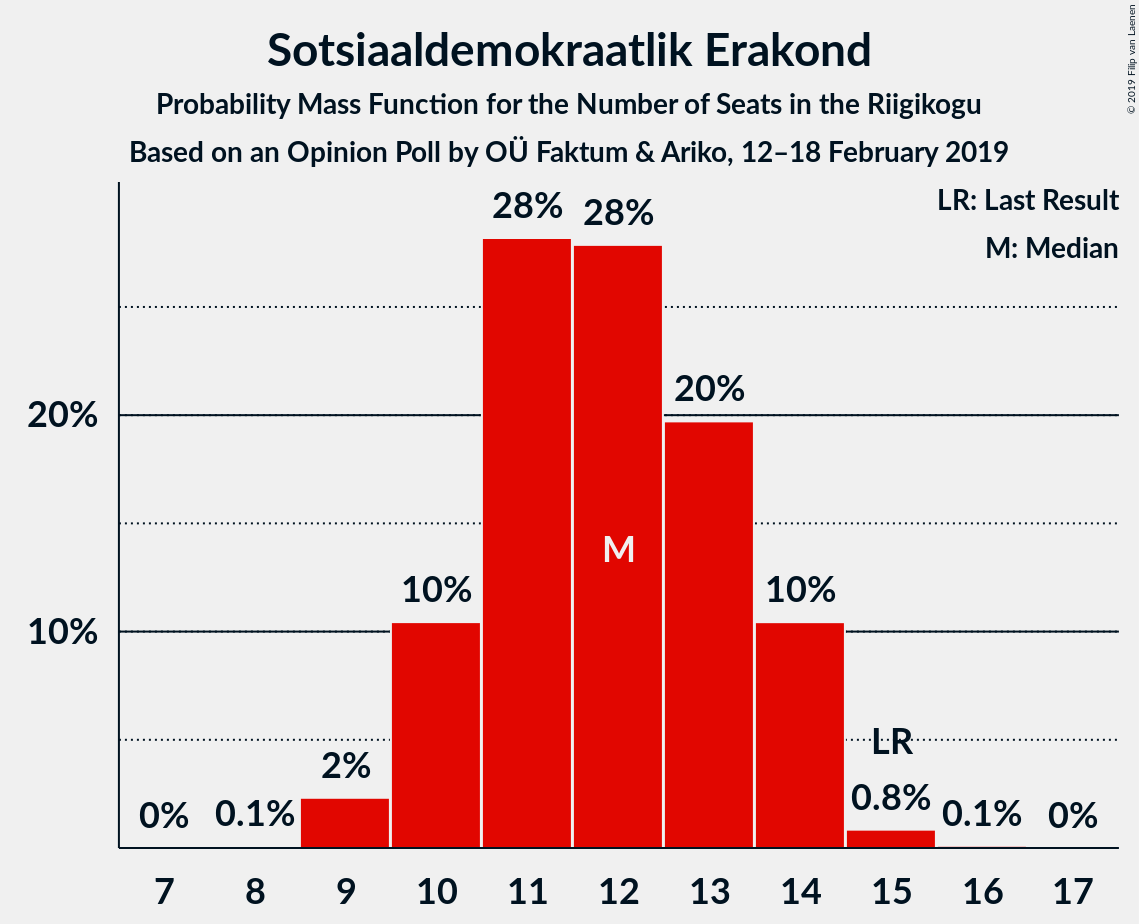 Sotsiaaldemokraatlik Erakond
Probability Mass Function for the Number of Seats in the Riigikogu
Based on an Opinion Poll by OÜ Faktum & Ariko, 12–18 February 2019
© 2019 Filip van Laenen
LR: Last Result
M: Median
28%
28%
20%
20%
M
10%
10%
10%
LR
2%
0.8%
0%
0.1%
0.1%
0%
7 8 9 10 11 12 13 14 15 16 17